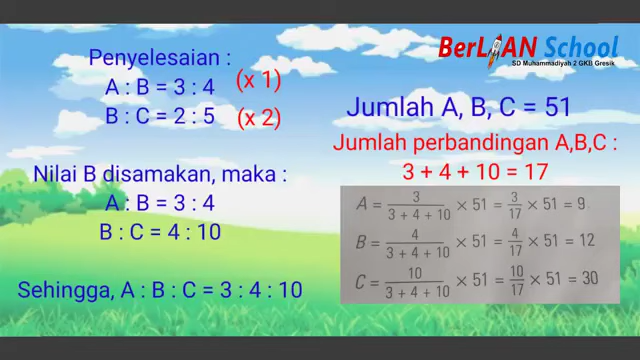 BerLIAN School
SD Muhammadiyah 2 GKB Gresik
Penyelesaian :
A : B = 3 : 4 (x 1)
B : C = 2 : 5 (x 2)
Nilai B disamakan, maka :
A : B = 3 : 4
B : C = 4 : 10
Sehingga, A : B : C = 3 : 4 : 10
Jumlah A, B, C = 51
Jumlah perbandingan A,B,C :
3 + 4 + 10 = 17
A = 3/(3 + 4 + 10) × 51 = 3/17 × 51 = 9
B = 4/(3 + 4 + 10) × 51 = 4/17 × 51 = 12
C = 10/(3 + 4 + 10) × 51 = 10/17 × 51 = 30